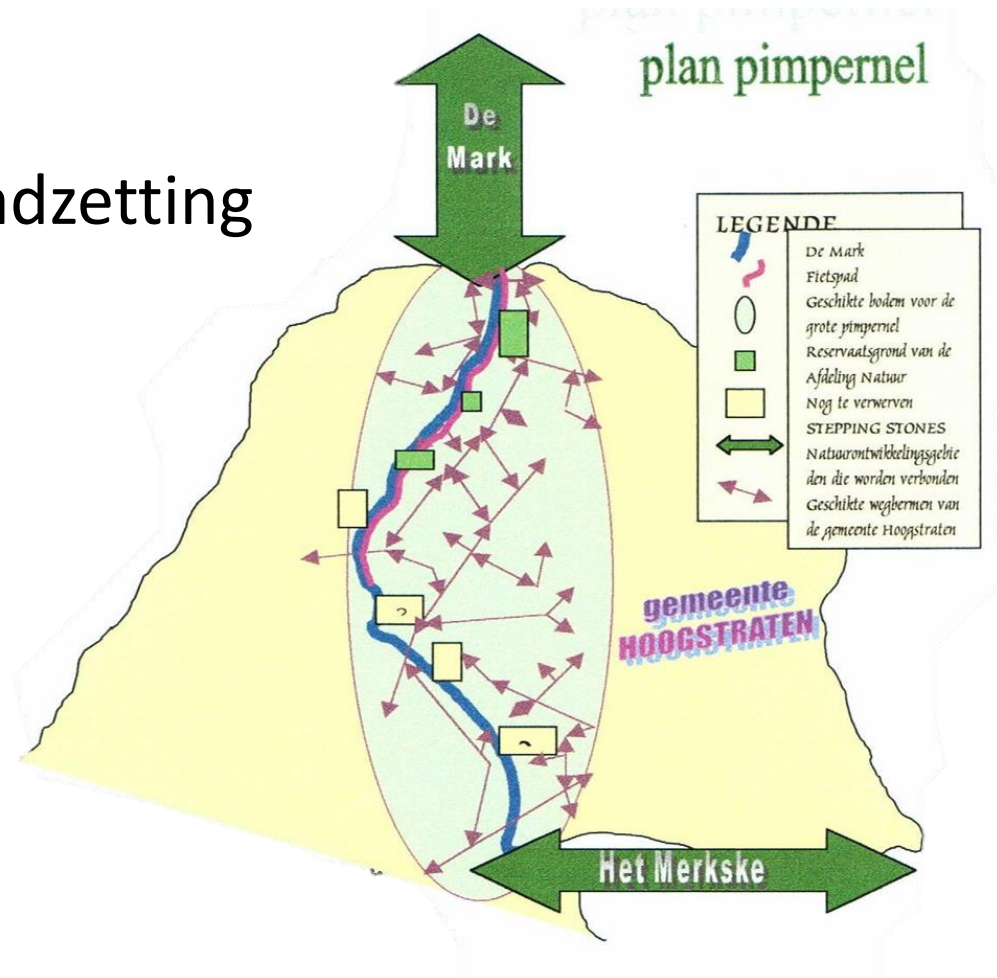 plan pimpernel
De
Mark
ndzetting
LEGENDE
De Mark
Fietspad
Geschikte bodem voor de
grote pimpernel
Reservaatsgrond van de
Afdeling Natuur
Nog te verwerven
STEPPING STONES
Natuurontwikkelingsgebie
den die worden verbonden
Geschikte wegbermen van
de gemeente Hoogstraten
gemeente
HOOGSTRATEN
Het Merkske